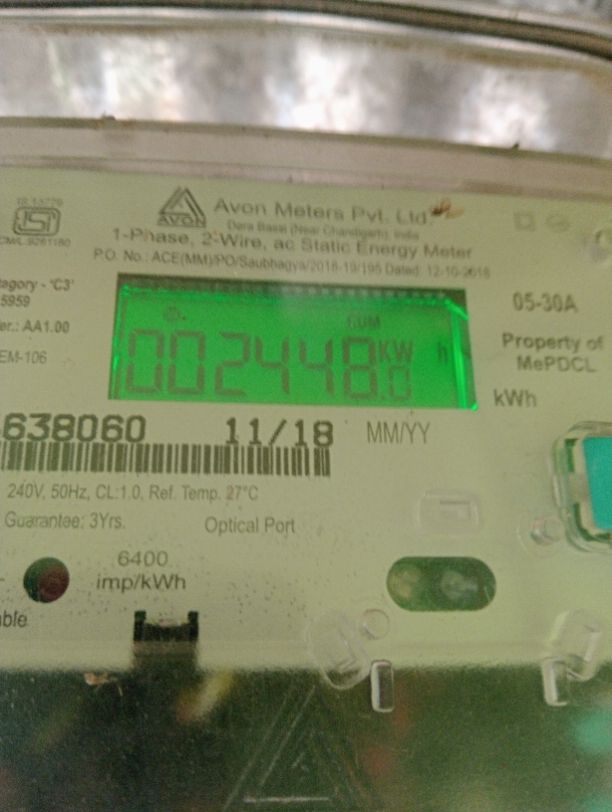 IS 13779
ISI
CM/L-9261160
AVON
Avon Meters Pvt. Ltd.
Dera Bassi (Near Chandigarh), India
1-Phase, 2-Wire, ac Static Energy Meter
P.O. No.: ACE(MM)/PO/Saubhagya/2018-19/195 Dated: 12-10-2018
tagory - 'C3'
5959
er.: AA1.00
EM-106
CUM
002448.0 KW h
05-30A
Property of
MePDCL
kWh
638060 11/18 MM/YY
240V, 50Hz, CL:1.0, Ref. Temp. 27°C
Guarantee: 3Yrs. Optical Port
6400
imp/kWh
able